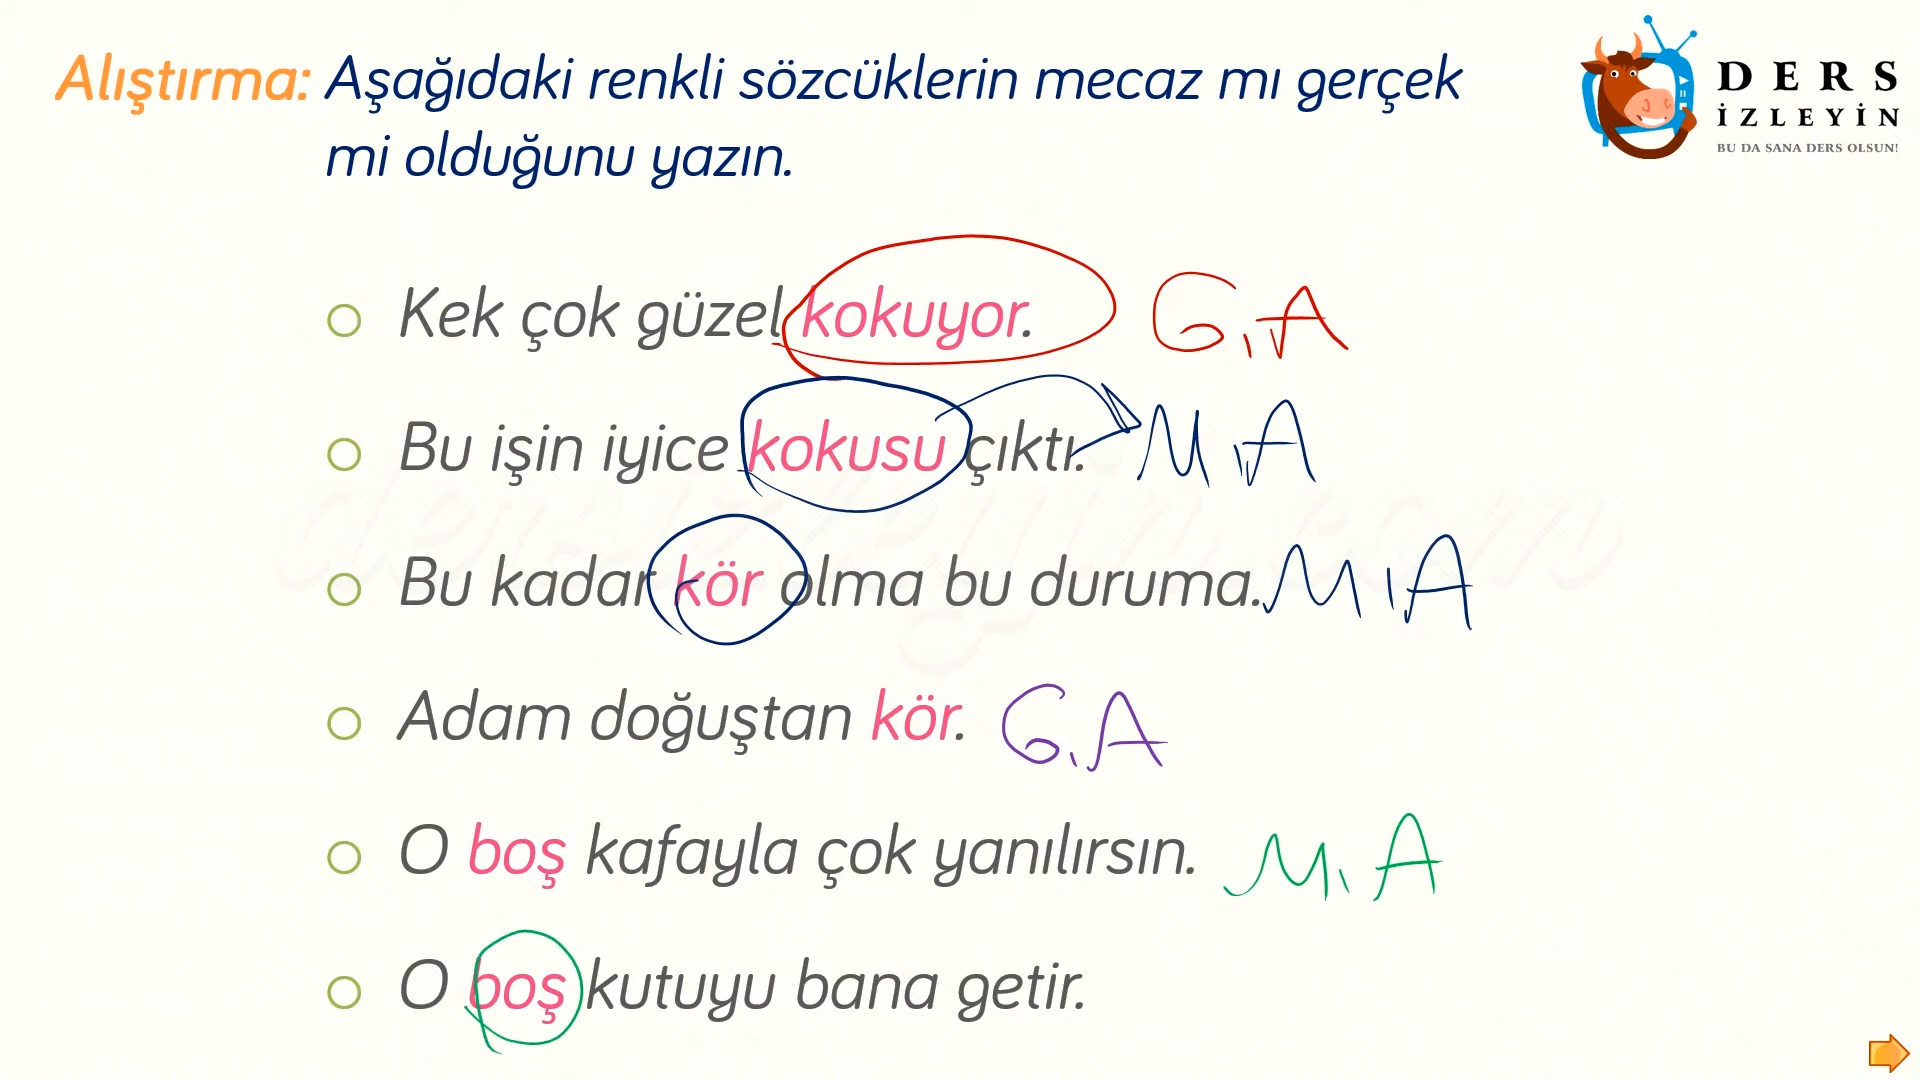 Alıştırma: Aşağıdaki renkli sözcüklerin mecaz mı gerçek
mi olduğunu yazın.
DERS
İZLEYİN
BU DA SANA DERS OLSUN!
Kek çok güzel kokuyor. G.A
Bu işin iyice kokusu çıktı. M.A
Bu kadar kör olma bu duruma. M.A
Adam doğuştan kör. G.A
O boş kafayla çok yanılırsın. M.A
O boş kutuyu bana getir.
dersizleyin.com